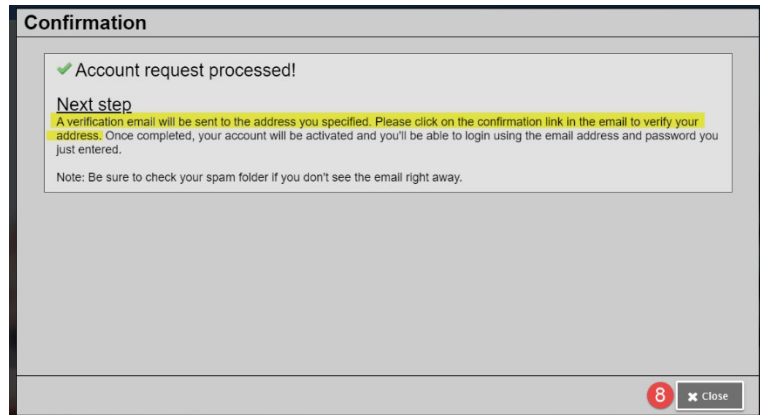 Confirmation
Account request processed!
Next step
A verification email will be sent to the address you specified. Please click on the confirmation link in the email to verify your
address. Once completed, your account will be activated and you'll be able to login using the email address and password you
just entered.
Note: Be sure to check your spam folder if you don't see the email right away.
8 Close